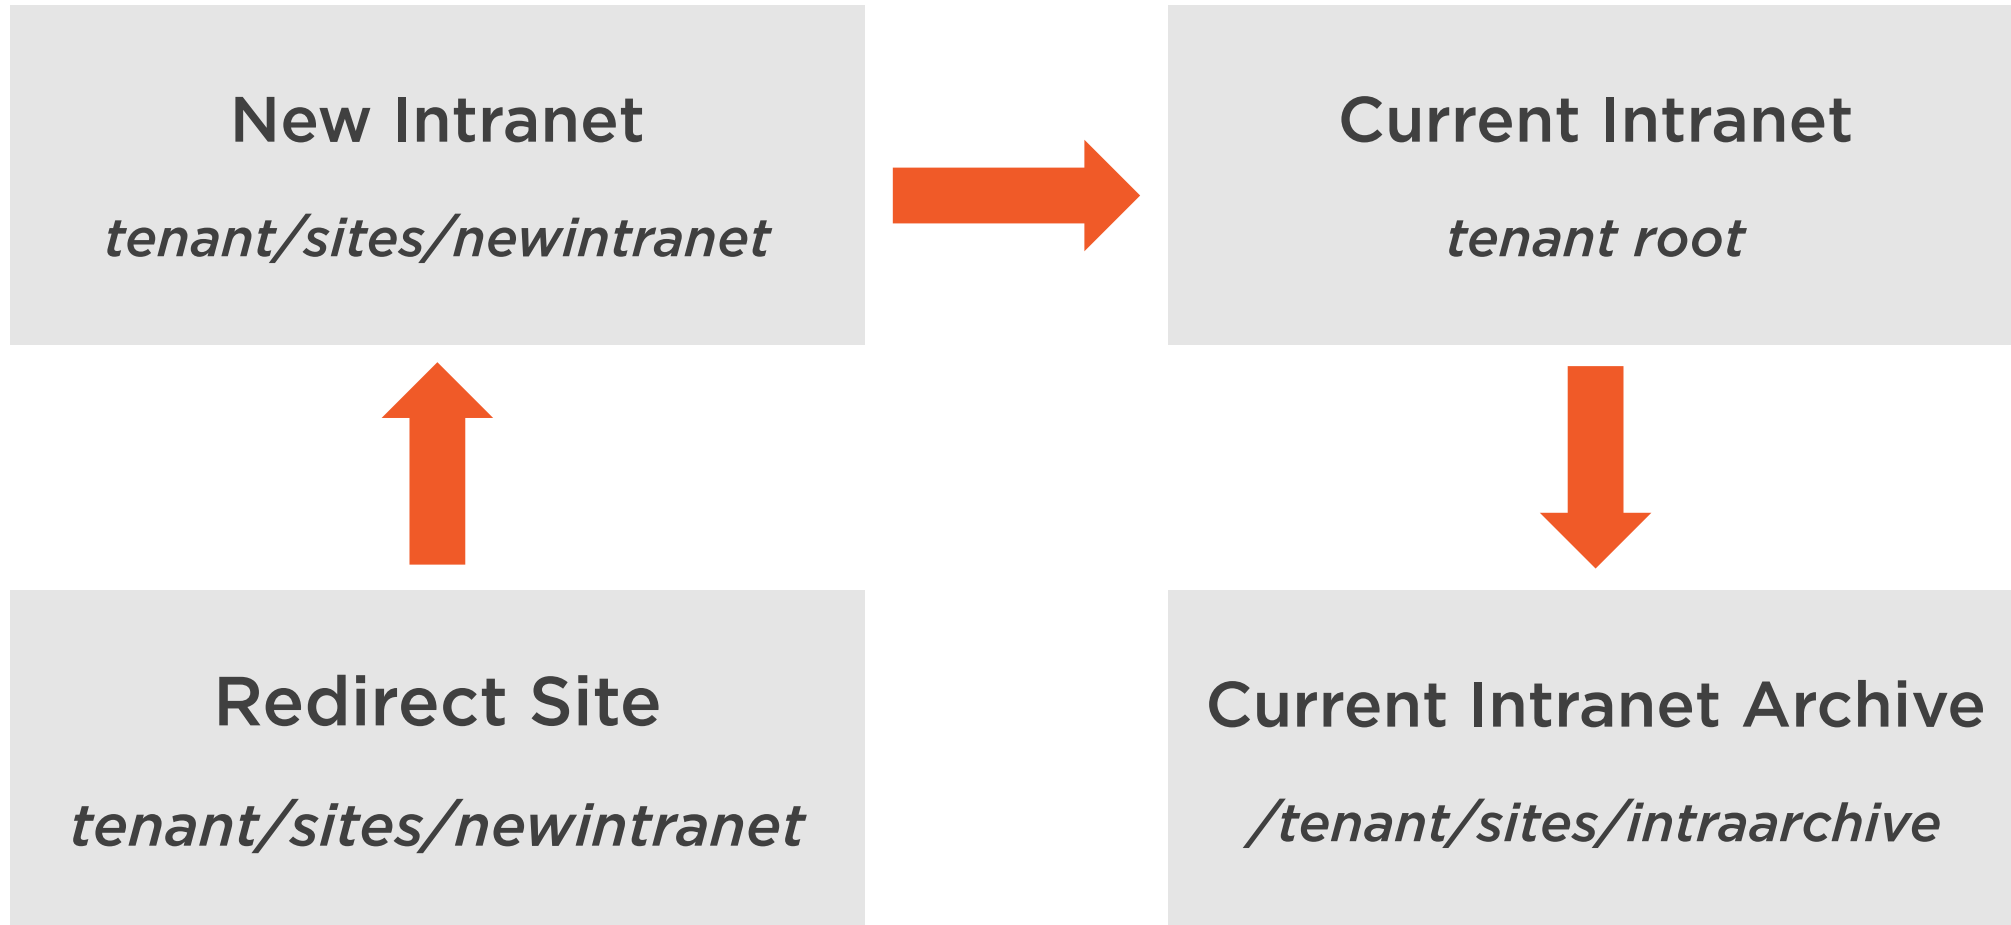 New Intranet
tenant/sites/newintranet
Current Intranet
tenant root
Redirect Site
tenant/sites/newintranet
Current Intranet Archive
/tenant/sites/intraarchive